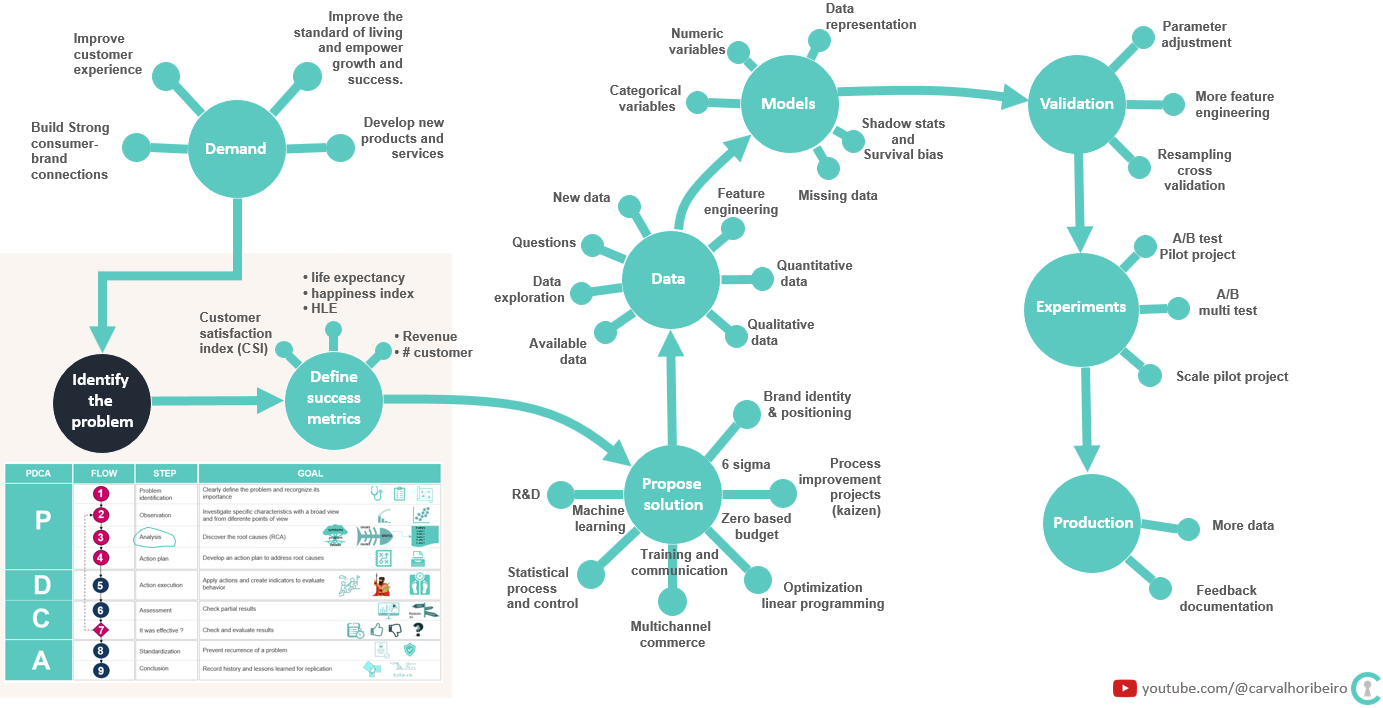 Improve
customer
experience
Improve the
standard of living
and empower
growth and
success.
Build Strong
consumer-
brand
connections
Demand
Develop new
products and
services
Identify
the
problem
Customer
satisfaction
index (CSI)
• life expectancy
• happiness index
• HLE
• Revenue
• # customer
Define
success
metrics
PDCA FLOW STEP GOAL
P
1 Problem
identification
Clearly define the problem and recorgnize its
importance
2 Observation
Investigate specific characteristics with a broad view
and from diferente points of view
3 Analysis Discover the root causes (RCA)
4 Action plan Develop an action plan to address root causes
D
5 Action execution
Apply actions and create indicators to evaluate
behavior
C
6 Assessment Check partial results
7 It was effective ? Check and evaluate results
A
8 Standardization Prevent recurrence of a problem
9 Conclusion Record history and lessons learned for replication
Propose
solution
Brand identity
& positioning
6 sigma
Process
improvement
projects
(kaizen)
Zero based
budget
Optimization
linear programming
Training and
communication
Multichannel
commerce
Statistical
process
and control
Machine
learning
R&D
Data
New data
Questions
Data
exploration
Available
data
Feature
engineering
Quantitative
data
Qualitative
data
Models
Numeric
variables
Data
representation
Categorical
variables
Shadow stats
and
Survival bias
Missing data
Validation
Parameter
adjustment
More feature
engineering
Resampling
cross
validation
Experiments
A/B test
Pilot project
A/B
multi test
Scale pilot project
Production
More data
Feedback
documentation
youtube.com/@carvalhoribeiro